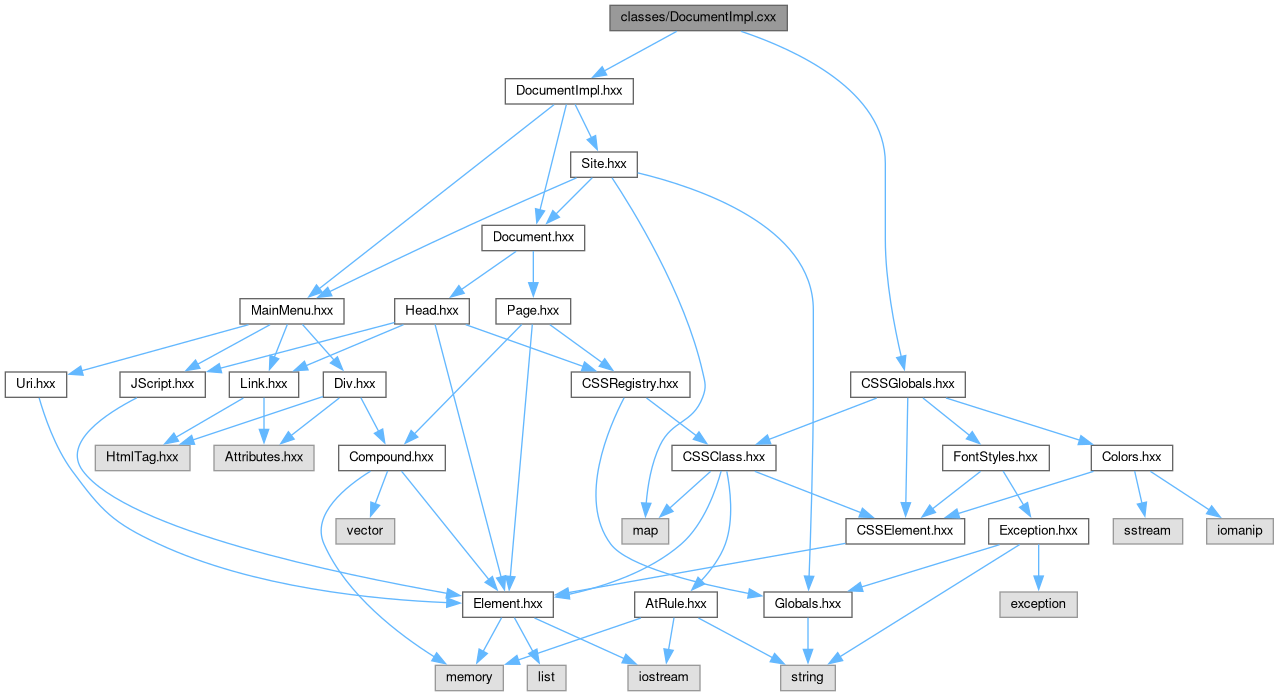 classes/DocumentImpl.cxx
DocumentImpl.hxx
Site.hxx
Document.hxx
MainMenu.hxx
Head.hxx
Page.hxx
Uri.hxx
JScript.hxx
Link.hxx
Div.hxx
CSSRegistry.hxx
CSSGlobals.hxx
HtmlTag.hxx
Attributes.hxx
Compound.hxx
CSSClass.hxx
FontStyles.hxx
Colors.hxx
vector
map
CSSElement.hxx
Exception.hxx
sstream
iomanip
Element.hxx
AtRule.hxx
Globals.hxx
exception
memory
list
iostream
string